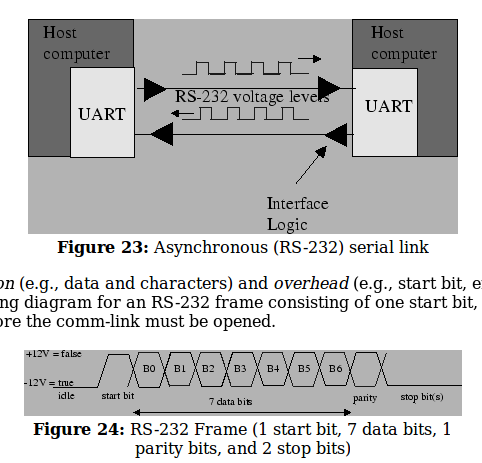 Host
computer
Host
computer
UART
UART
RS-232 voltage levels
Interface
Logic
Figure 23: Asynchronous (RS-232) serial link
on (e.g., data and characters) and overhead (e.g., start bit, e
ng diagram for an RS-232 frame consisting of one start bit,
ore the comm-link must be opened.
+12V = false
B0 B1 B2 B3 B4 B5 B6
-12V = true
idle start bit 7 data bits parity stop bit(s)
Figure 24: RS-232 Frame (1 start bit, 7 data bits, 1
parity bits, and 2 stop bits)